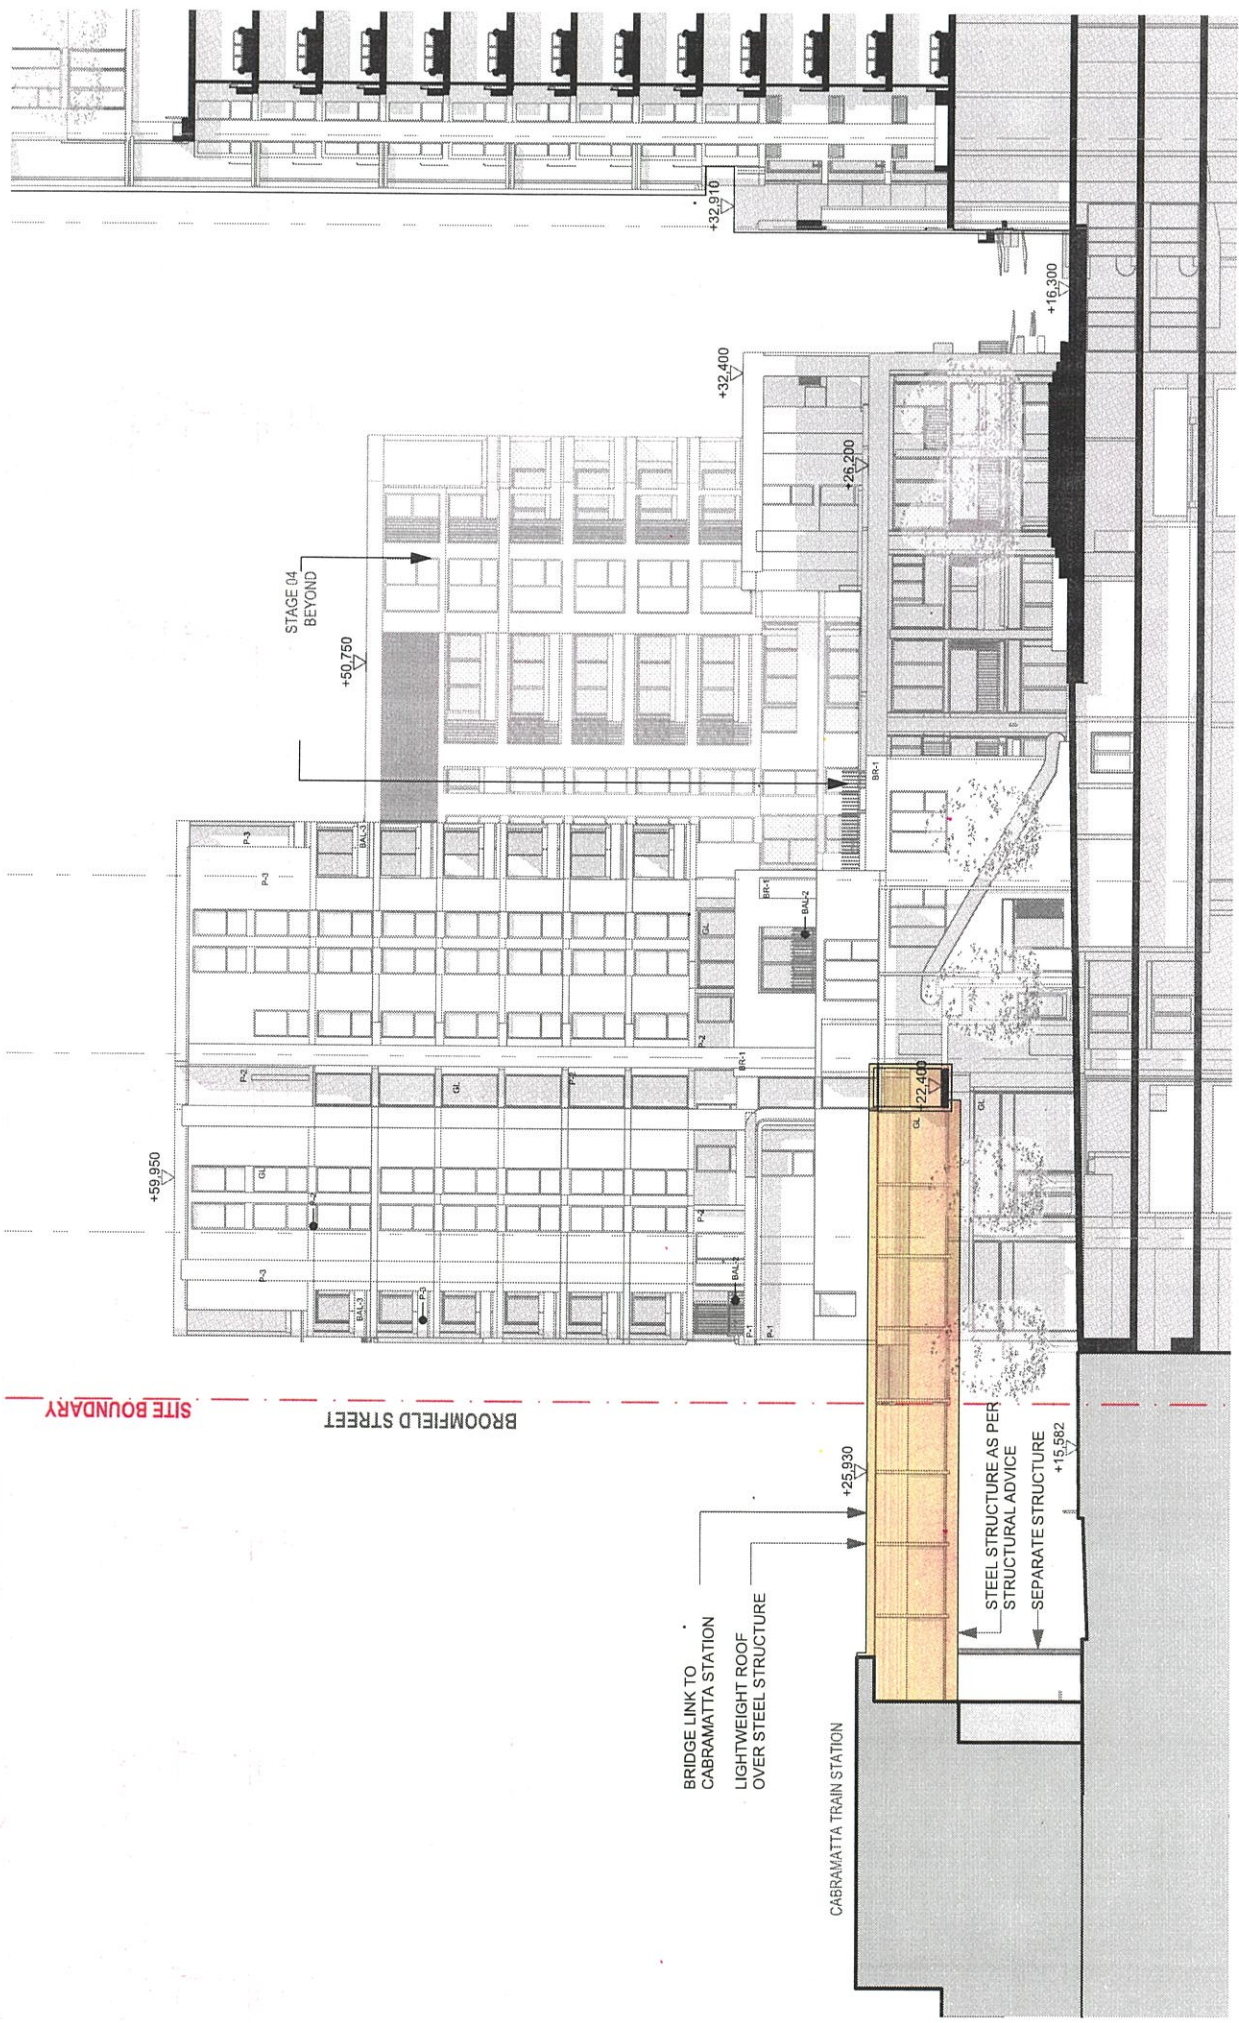 SITE BOUNDARY
BROOMFIELD STREET
+59,950
+50,750
STAGE 04
BEYOND
+32,910
+32,400
+26,200
+16,300
P-3
P-3
BAL-3
P-2
GL
P-2
GL
P-2
P-3
BAL-3
P-3
GL
P-2
BR-1
BR-1
BAL-2
BR-1
P-2
BAL-2
P-1
P-1
+22,400
GL
GL
+25,930
BRIDGE LINK TO
CABRAMATTA STATION
LIGHTWEIGHT ROOF
OVER STEEL STRUCTURE
CABRAMATTA TRAIN STATION
STEEL STRUCTURE AS PER
STRUCTURAL ADVICE
SEPARATE STRUCTURE
+15,582